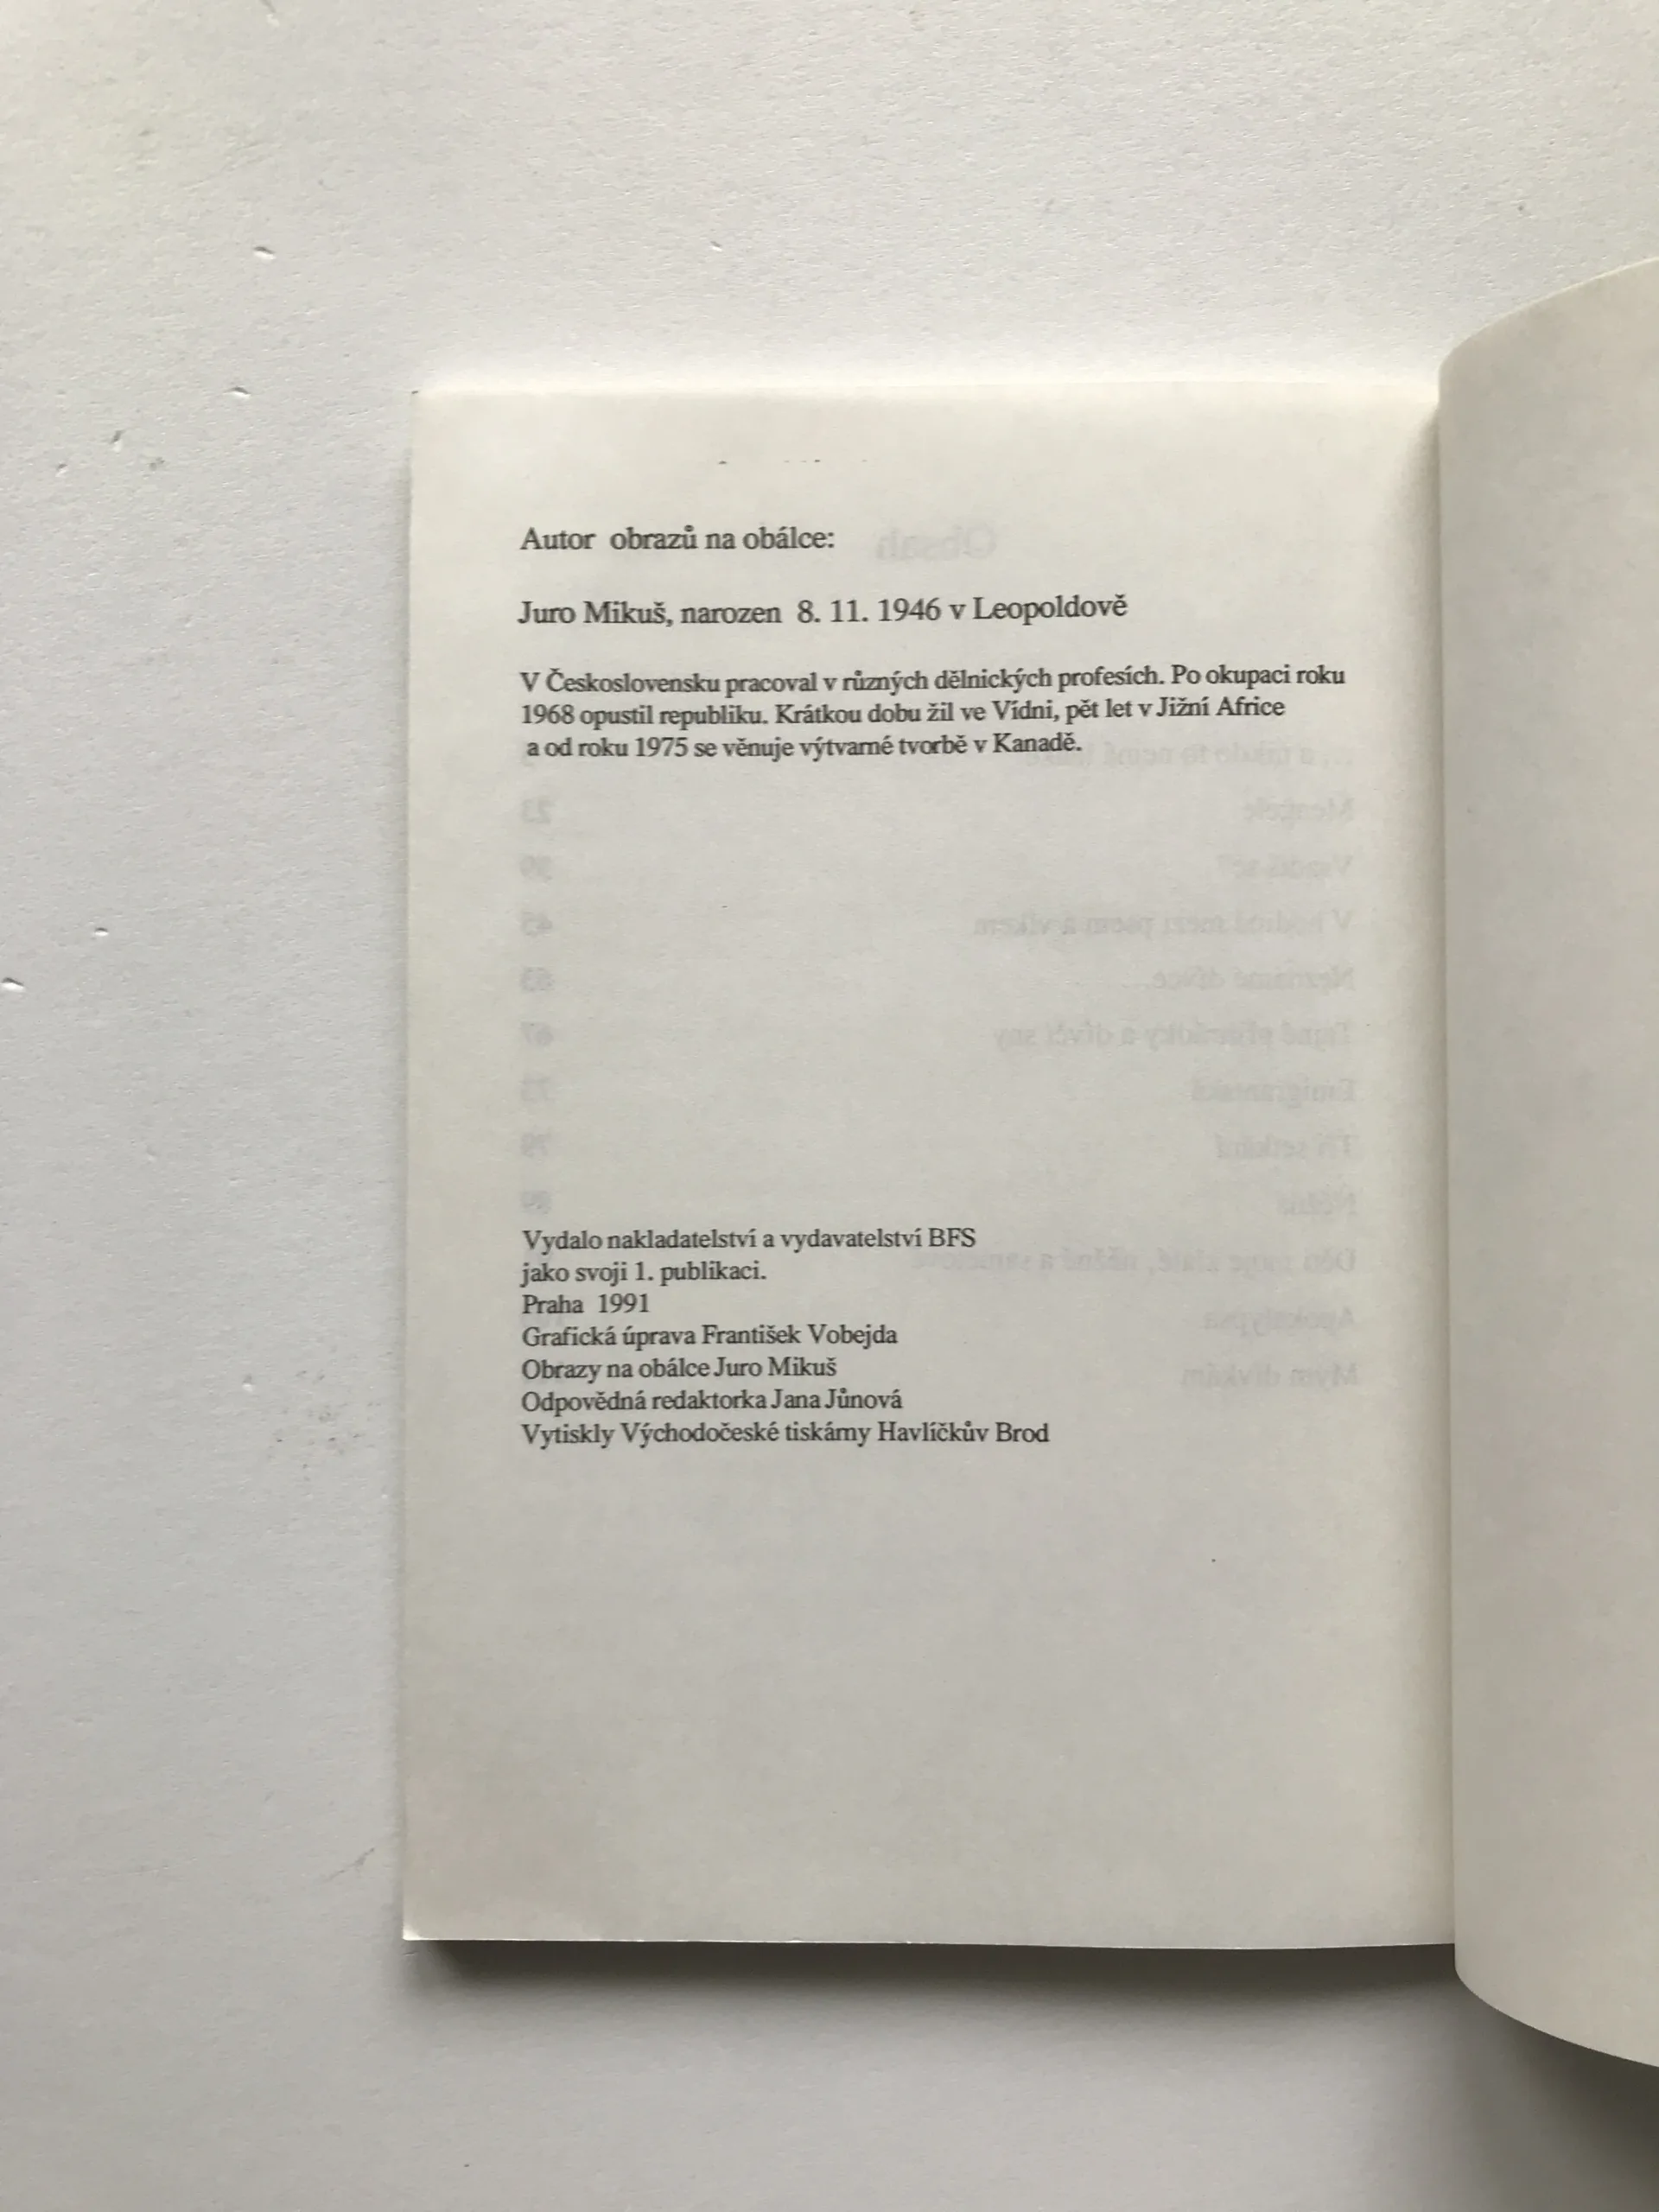 Autor obrazů na obálce:
Juro Mikuš, narozen 8. 11. 1946 v Leopoldově
V Československu pracoval v různých dělnických profesích. Po okupaci roku
1968 opustil republiku. Krátkou dobu žil ve Vídni, pět let v Jižní Africe
a od roku 1975 se věnuje výtvarné tvorbě v Kanadě.
Vydalo nakladatelství a vydavatelství BFS
jako svoji 1. publikaci.
Praha 1991
Grafická úprava František Vobejda
Obrazy na obálce Juro Mikuš
Odpovědná redaktorka Jana Jůnová
Vytiskly Východočeské tiskárny Havlíčkův Brod